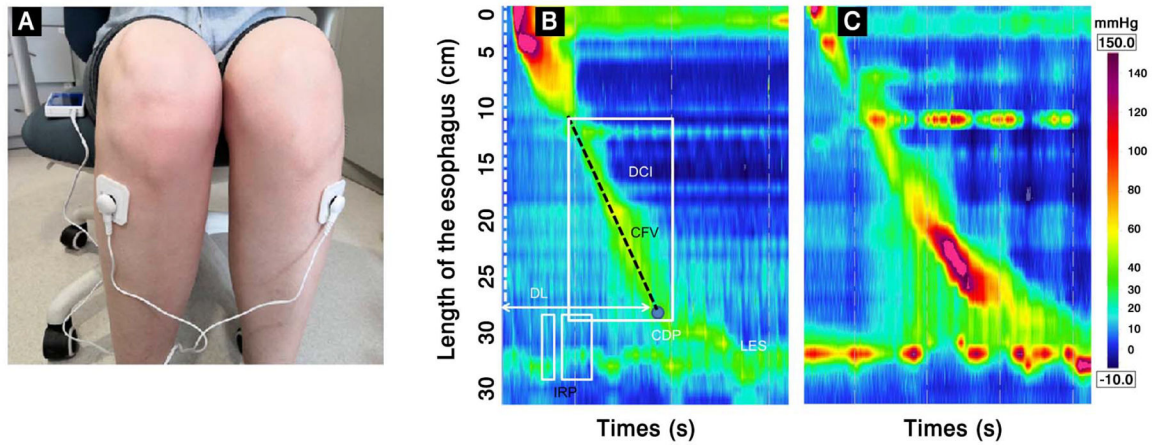 A
B
C
mmHg
150.0
140
120
100
80
60
40
30
20
10
0
-10.0
Length of the esophagus (cm)
0
5
10
15
20
25
30
30
DCI
CFV
DL
CDP
LES
IRP
Times (s)
Times (s)